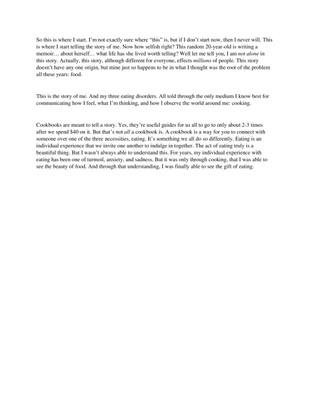 So this is where I start. I'm not exactly sure where “this” is, but if I don't start now, then I never will. This
is where I start telling the story of me. Now how selfish right? This random 20-year-old is writing a
memoir… about herself… what life has she lived worth telling? Well let me tell you, I am not alone in
this story. Actually, this story, although different for everyone, effects millions of people. This story
doesn't have any one origin, but mine just so happens to be in what I thought was the root of the problem
all these years: food.
This is the story of me. And my three eating disorders. All told through the only medium I know best for
communicating how I feel, what I'm thinking, and how I observe the world around me: cooking.
Cookbooks are meant to tell a story. Yes, they're useful guides for us all to go to only about 2-3 times
after we spend $40 on it. But that's not all a cookbook is. A cookbook is a way for you to connect with
someone over one of the three necessities, eating. It's something we all do so differently. Eating is an
individual experience that we invite one another to indulge in together. The act of eating truly is a
beautiful thing. But I wasn't always able to understand this. For years, my individual experience with
eating has been one of turmoil, anxiety, and sadness. But it was only through cooking, that I was able to
see the beauty of food. And through that understanding, I was finally able to see the gift of eating.